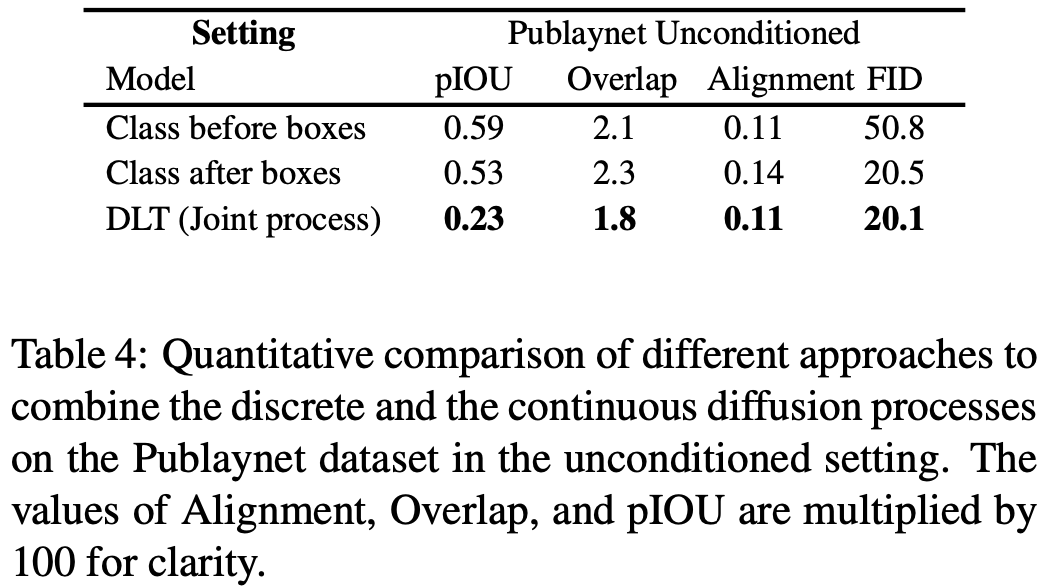 Setting Publaynet Unconditioned
Model pIOU Overlap Alignment FID
Class before boxes 0.59 2.1 0.11 50.8
Class after boxes 0.53 2.3 0.14 20.5
DLT (Joint process) 0.23 1.8 0.11 20.1
Table 4: Quantitative comparison of different approaches to
combine the discrete and the continuous diffusion processes
on the Publaynet dataset in the unconditioned setting. The
values of Alignment, Overlap, and pIOU are multiplied by
100 for clarity.